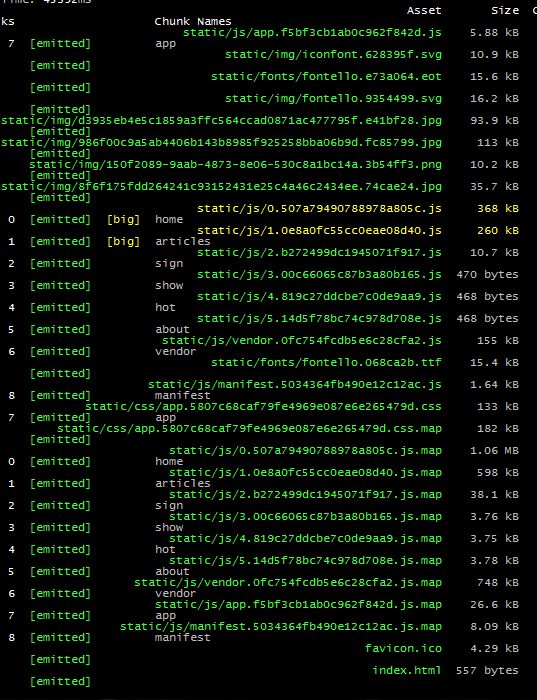 Asset Size
ks Chunk Names
static/js/app.f5bf3cb1ab0c962f842d.js 5.88 kB
7 [emitted] app
static/img/iconfont.628395f.svg 10.9 kB
[emitted]
static/fonts/fontello.e73a064.eot 15.6 kB
[emitted]
static/img/fontello.9354499.svg 16.2 kB
[emitted]
static/img/d3935eb4e5c1859a3ffc564ccad0871ac477795f.e41bf28.jpg 93.9 kB
[emitted]
static/img/986f00c9a5ab4406b143b8985f925258bba06b9d.fc85799.jpg 113 kB
[emitted]
static/img/150f2089-9aab-4873-8e06-530c8a1bc14a.3b54ff3.png 10.2 kB
[emitted]
static/img/8f6f175fdd264241c93152431e25c4a46c2434ee.74cae24.jpg 35.7 kB
[emitted]
static/js/0.507a79490788978a805c.js 368 kB
0 [emitted] [big] home
static/js/1.0e8a0fc55cc0eae08d40.js 260 kB
1 [emitted] [big] articles
static/js/2.b272499dc1945071f917.js 10.7 kB
2 [emitted] sign
static/js/3.00c66065c87b3a80b165.js 470 bytes
3 [emitted] show
static/js/4.819c27ddcbe7c0de9aa9.js 468 bytes
4 [emitted] hot
static/js/5.14d5f78bc74c978d708e.js 468 bytes
5 [emitted] about
static/js/vendor.0fc754fcdb5e6c28cfa2.js 155 kB
6 [emitted] vendor
static/fonts/fontello.068ca2b.ttf 15.4 kB
[emitted]
static/js/manifest.5034364fb490e12c12ac.js 1.64 kB
8 [emitted] manifest
static/css/app.5807c68caf79fe4969e087e6e265479d.css 133 kB
7 [emitted] app
static/css/app.5807c68caf79fe4969e087e6e265479d.css.map 182 kB
[emitted]
static/js/0.507a79490788978a805c.js.map 1.06 MB
0 [emitted] home
static/js/1.0e8a0fc55cc0eae08d40.js.map 598 kB
1 [emitted] articles
static/js/2.b272499dc1945071f917.js.map 38.1 kB
2 [emitted] sign
static/js/3.00c66065c87b3a80b165.js.map 3.76 kB
3 [emitted] show
static/js/4.819c27ddcbe7c0de9aa9.js.map 3.75 kB
4 [emitted] hot
static/js/5.14d5f78bc74c978d708e.js.map 3.78 kB
5 [emitted] about
static/js/vendor.0fc754fcdb5e6c28cfa2.js.map 748 kB
6 [emitted] vendor
static/js/app.f5bf3cb1ab0c962f842d.js.map 26.6 kB
7 [emitted] app
static/js/manifest.5034364fb490e12c12ac.js.map 8.09 kB
8 [emitted] manifest
favicon.ico 4.29 kB
[emitted]
index.html 557 bytes
[emitted]